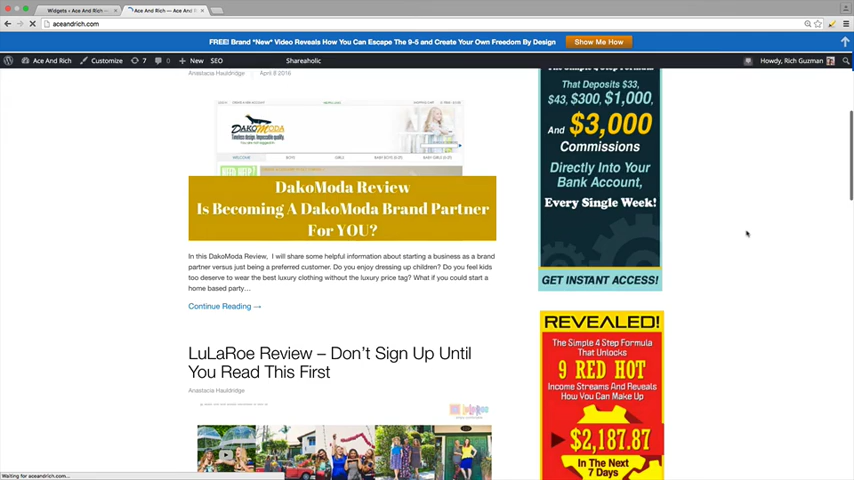 Widgets ‹ Ace And Rich —
Ace And Rich — Ace And R
aceandrich.com
FREE! Brand *New* Video Reveals How You Can Escape The 9-5 and Create Your Own Freedom By Design
Show Me How
Ace And Rich
Customize
7
0
New
SEO
Shareaholic
Howdy, Rich Guzman
Anastacia Hauldridge
April 8 2016
DakoModa
WELCOME
BOYS
GIRLS
DakoModa Review
Is Becoming A DakoModa Brand Partner
For YOU?
In this DakoModa Review, I will share some helpful information about starting a business as a brand
partner versus just being a preferred customer. Do you enjoy dressing up children? Do you feel kids
too deserve to wear the best luxury clothing without the luxury price tag? What if you could start a
home based party…
Continue Reading →
LuLaRoe Review – Don't Sign Up Until
You Read This First
Anastacia Hauldridge
LuLaRoe
That Deposits $33,
$43, $300, $1,000,
And $3,000
Commissions
Directly Into Your
Bank Account,
Every Single Week!
GET INSTANT ACCESS!
REVEALED!
The Simple 4 Step Formula
That Unlocks
9 RED HOT
Income Streams And Reveals
How You Can Make Up
$2,187.87
In The Next
7 Days
Waiting for aceandrich.com...